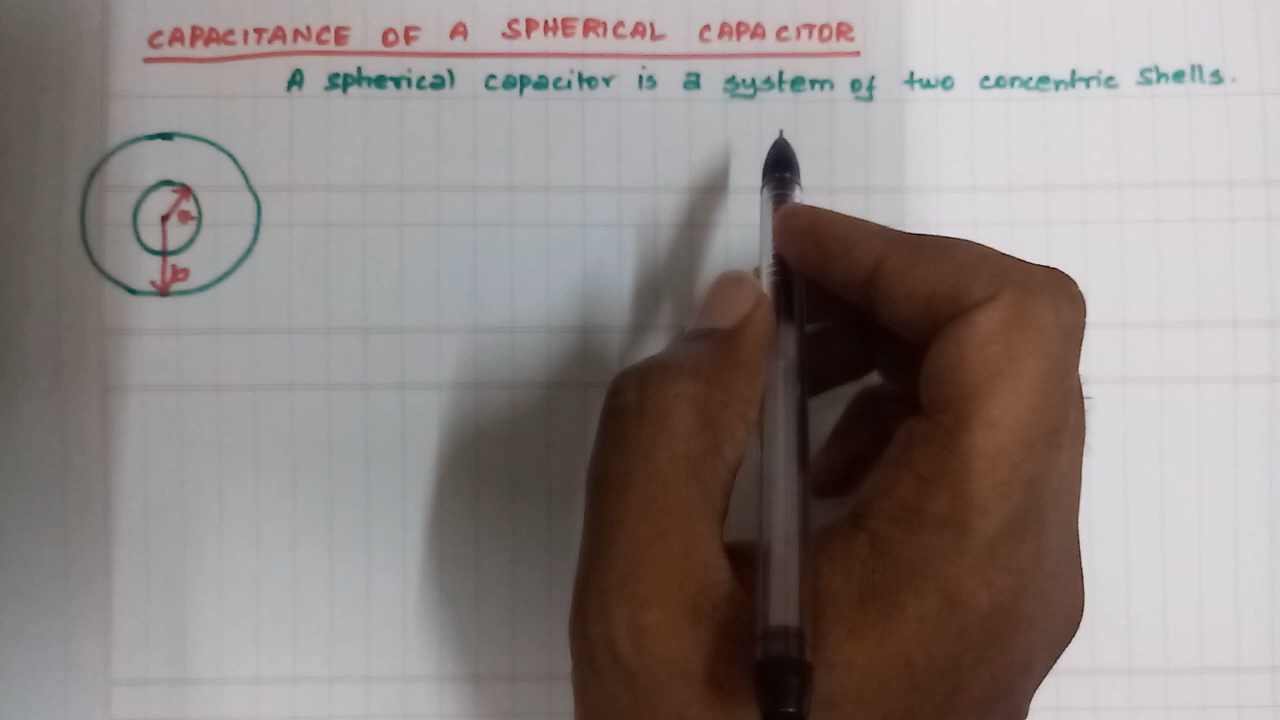 CAPACITANCE OF A SPHERICAL CAPACITOR
A spherical capacitor is a system of two concentric shells.
a
b